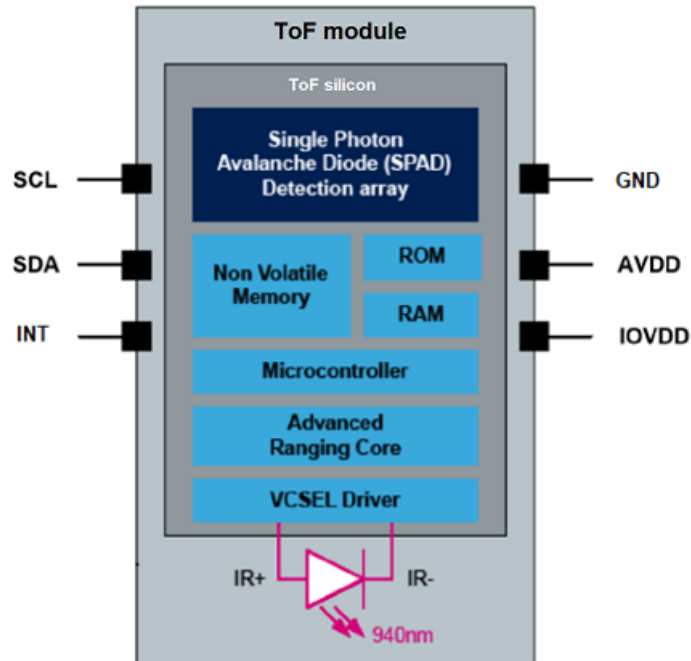 ToF module
ToF silicon
Single Photon
Avalanche Diode (SPAD)
Detection array
SCL
GND
SDA
AVDD
Non Volatile
Memory
ROM
RAM
INT
IOVDD
Microcontroller
Advanced
Ranging Core
VCSEL Driver
IR+
IR-
940nm